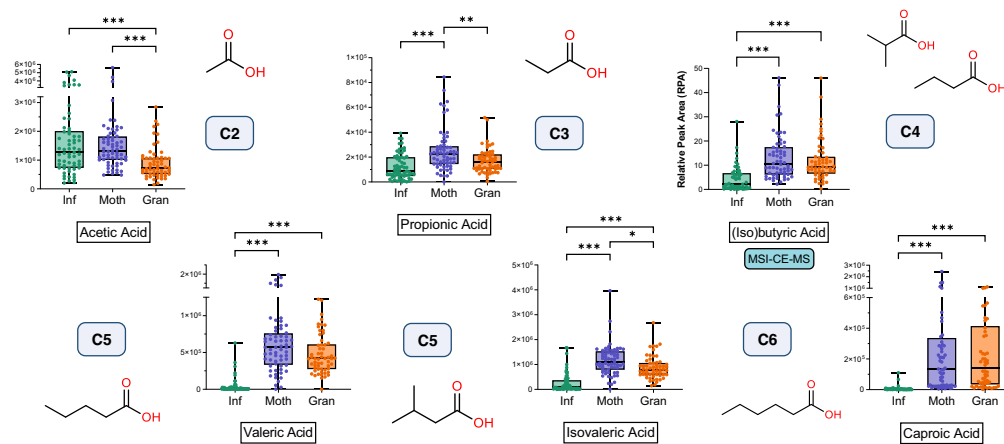 ***
***
6×10⁶
5×10⁶
4×10⁶
3×10⁶
2×10⁶
1×10⁶
0
Inf Moth Gran
Acetic Acid
O
OH
C2
**
***
1×10⁵
8×10⁴
6×10⁴
4×10⁴
2×10⁴
0
Inf Moth Gran
Propionic Acid
O
OH
C3
***
***
Relative Peak Area (RPA)
50
40
30
20
10
0
Inf Moth Gran
(Iso)butyric Acid
MSI-CE-MS
O
OH
O
OH
C4
C5
O
OH
***
***
2×10⁶
1×10⁶
5×10⁵
0
Inf Moth Gran
Valeric Acid
C5
O
OH
***
***
*
5×10⁶
4×10⁶
3×10⁶
2×10⁶
1×10⁶
0
Inf Moth Gran
Isovaleric Acid
C6
O
OH
***
***
3×10⁶
2×10⁶
1×10⁶
6×10⁵
4×10⁵
2×10⁵
0
Inf Moth Gran
Caproic Acid